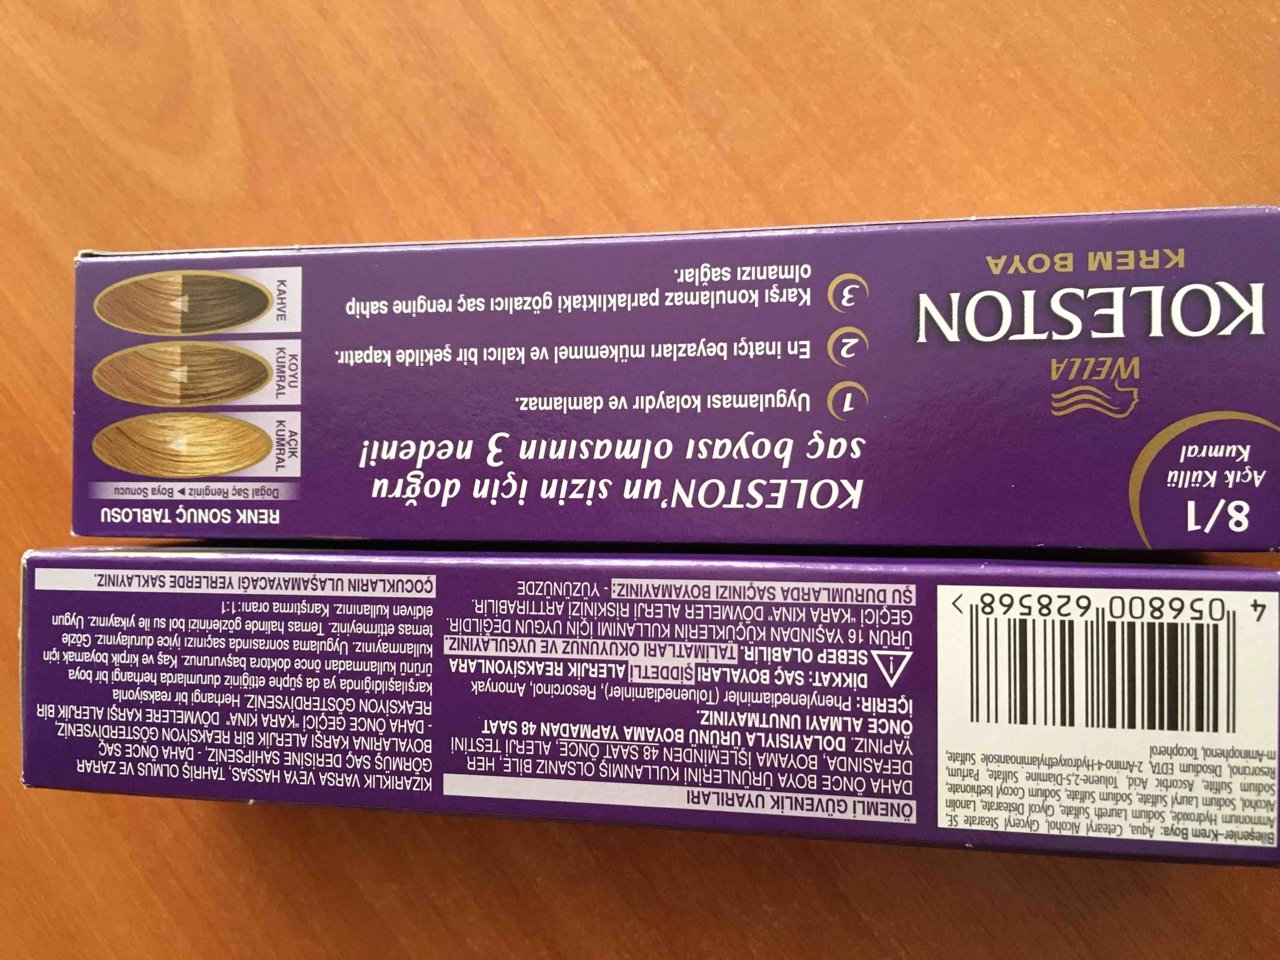 8/1
Açık Küllü
Kumral
WELLA
KOLESTON
KREM BOYA
KOLESTON'un sizin için doğru
saç boyası olmasının 3 nedeni!
1 Uygulaması kolaydır ve damlamaz.
2 En inatçı beyazları mükemmel ve kalıcı bir şekilde kapatır.
3 Karşı konulamaz parlaklıktaki gözalıcı saç rengine sahip
olmanızı sağlar.
RENK SONUÇ TABLOSU
Doğal Saç Renginiz ► Boya Sonucu
AÇIK
KUMRAL
KOYU
KUMRAL
KAHVE
Bileşenler-Krem Boya: Aqua, Cetearyl Alcohol, Glyceryl Stearate SE,
Ammonium Hydroxide, Sodium Laureth Sulfate, Glycol Distearate, Lanolin
Alcohol, Sodium Lauryl Sulfate, Sodium Sulfate, Sodium Cocoyl Isethionate,
Sodium Sulfite, Ascorbic Acid, Toluene-2,5-Diamine Sulfate, Parfum,
Resorcinol, Disodium EDTA, 2-Amino-4-Hydroxyethylaminoanisole Sulfate,
m-Aminophenol, Tocopherol
4 056800 628568 >
ÖNEMLİ GÜVENLİK UYARILARI
DAHA ÖNCE BOYA ÜRÜNLERİNİ KULLANMIŞ OLSANIZ BİLE, HER
DEFASINDA, BOYAMA İŞLEMİNDEN 48 SAAT ÖNCE, ALERJİ TESTİNİ
YAPINIZ. DOLAYISIYLA ÜRÜNÜ BOYAMA YAPMADAN 48 SAAT
ÖNCE ALMAYI UNUTMAYINIZ.
İÇERİR: Phenylenediaminler (Toluenediaminler), Resorcinol, Amonyak
DİKKAT: SAÇ BOYALARI ŞİDDETLİ ALERJİK REAKSİYONLARA
SEBEP OLABİLİR. TALİMATLARI OKUYUNUZ VE UYGULAYINIZ.
ÜRÜN 16 YAŞINDAN KÜÇÜKLERİN KULLANIMI İÇİN UYGUN DEĞİLDİR.
GEÇİCİ "KARA KINA" DÖVMELER ALERJİ RİSKİNİZİ ARTTIRABİLİR.
ŞU DURUMLARDA SAÇINIZI BOYAMAYINIZ: - YÜZÜNÜZDE
KIZARIKLIK VARSA VEYA HASSAS, TAHRİŞ OLMUŞ VE ZARAR
GÖRMÜŞ SAÇ DERİSİNE SAHİPSENİZ, - DAHA ÖNCE SAÇ
BOYALARINA KARŞI ALERJİK BİR REAKSİYON GÖSTERDİYSENİZ,
- DAHA ÖNCE GEÇİCİ "KARA KINA" DÖVMELERE KARŞI ALERJİK BİR
REAKSİYON GÖSTERDİYSENİZ. Herhangi bir reaksiyonla
karşılaşıldığında ya da şüphe ettiğiniz durumlarda herhangi bir boya
ürünü kullanmadan önce doktora başvurunuz. Kaş ve kirpik boyamak için
kullanmayınız. Uygulama sonrasında saçınızı iyice durulayınız. Gözle
temas ettirmeyiniz. Temas halinde gözlerinizi bol su ile yıkayınız. Uygun
eldiven kullanınız. Karıştırma oranı: 1:1
ÇOCUKLARIN ULAŞAMAYACAĞI YERLERDE SAKLAYINIZ.